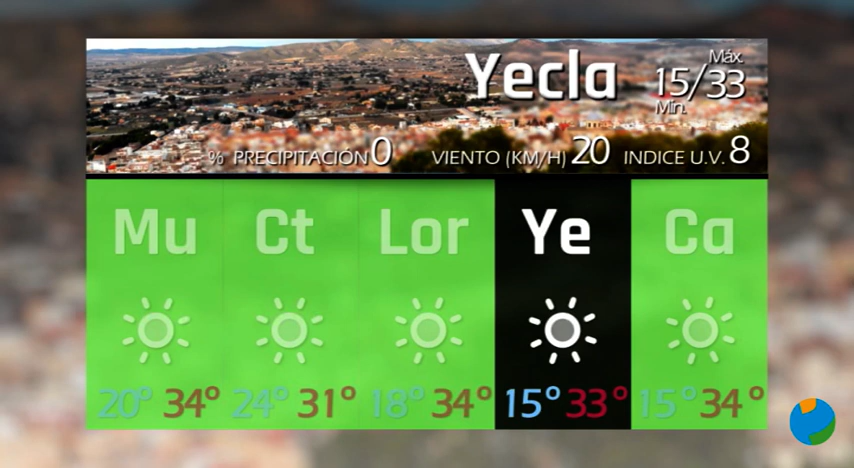 Yecla
Máx.
15/33
Mín.
% PRECIPITACIÓN 0 VIENTO (KM/H) 20 INDICE U.V. 8
Mu Ct Lor Ye Ca
20° 34° 24° 31° 18° 34° 15° 33° 15° 34°